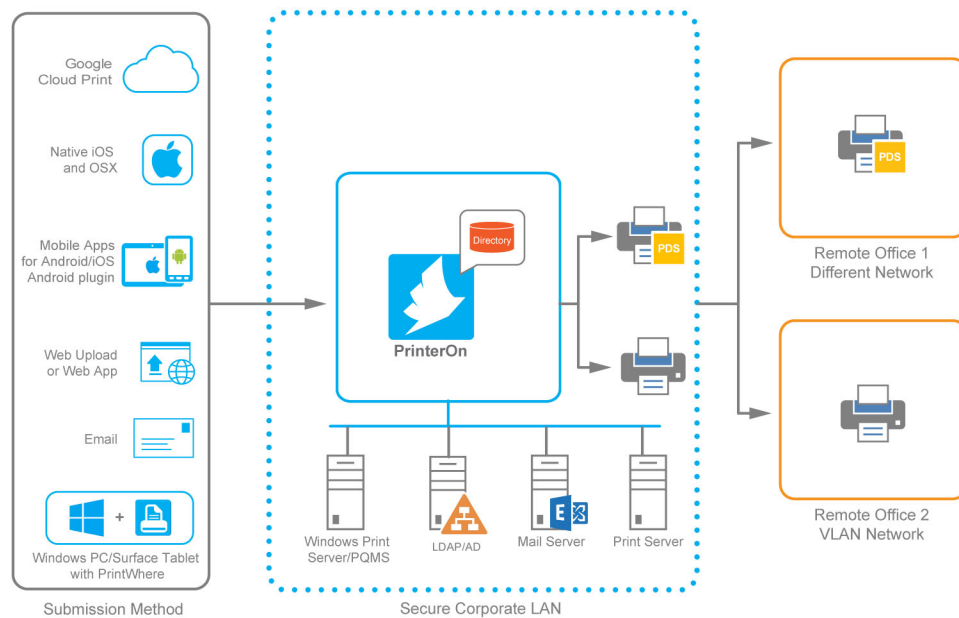 Google
Cloud Print
Native iOS
and OSX
Mobile Apps
for Android/iOS
Android plugin
Web Upload
or Web App
Email
+
Windows PC/Surface Tablet
with PrintWhere
Submission Method
Directory
PrinterOn
PDS
Windows Print
Server/PQMS
LDAP/AD
E
Mail Server
Print Server
Secure Corporate LAN
PDS
Remote Office 1
Different Network
Remote Office 2
VLAN Network